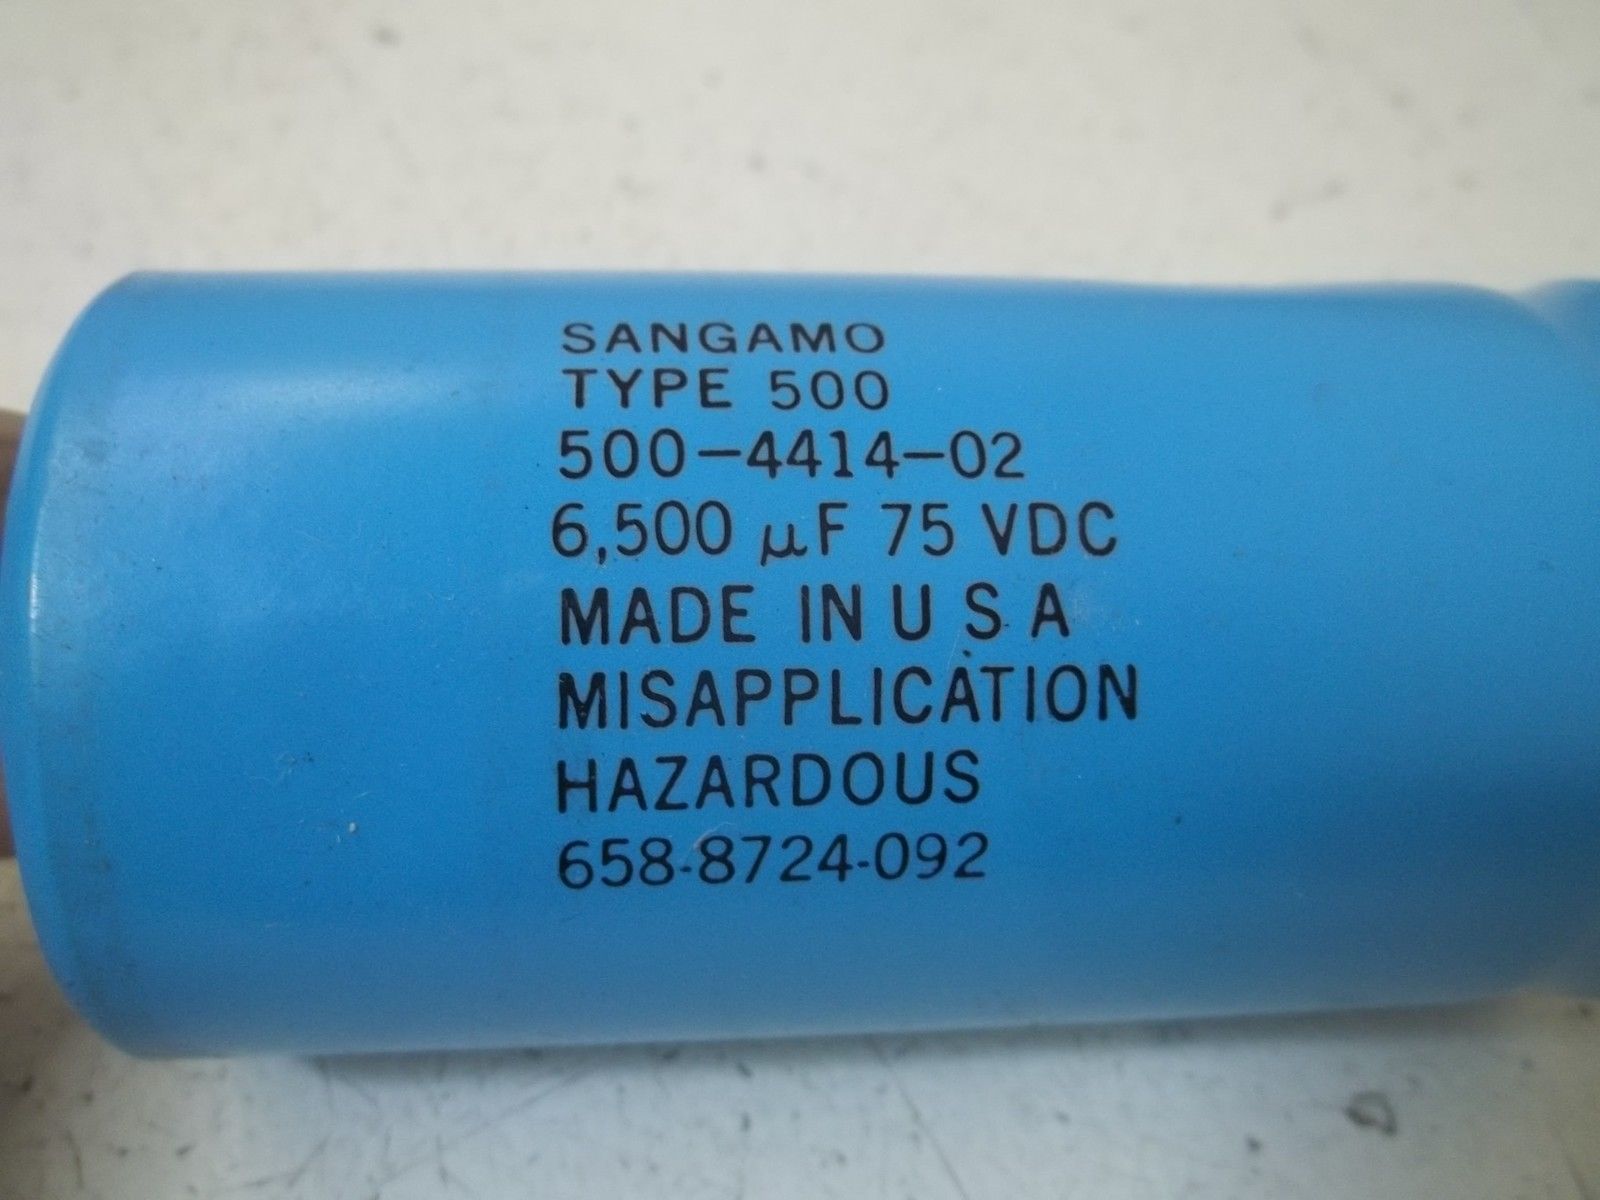 SANGAMO
TYPE 500
500-4414-02
6,500 µF 75 VDC
MADE IN U S A
MISAPPLICATION
HAZARDOUS
658-8724-092